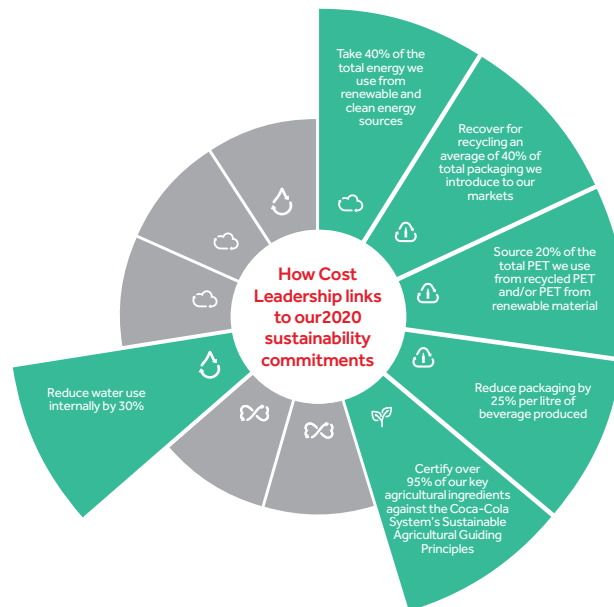 Take 40% of the
total energy we
use from
renewable and
clean energy
sources
Recover for
recycling an
average of 40% of
total packaging we
introduce to our
markets
Source 20% of the
total PET we use
from recycled PET
and/or PET from
renewable material
Reduce packaging by
25% per litre of
beverage produced
Certify over
95% of our key
agricultural ingredients
against the Coca-Cola
System's Sustainable
Agricultural Guiding
Principles
Reduce water use
internally by 30%
How Cost
Leadership links
to our2020
sustainability
commitments